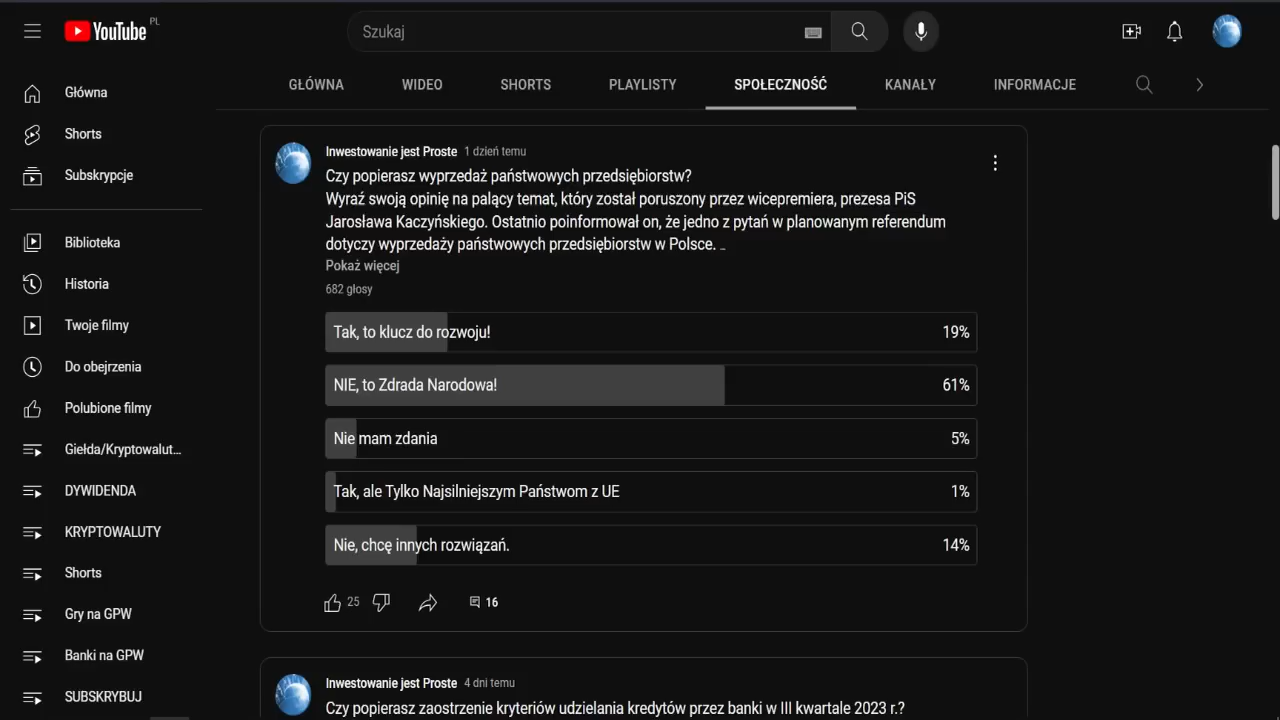 YouTube PL
Szukaj
GŁÓWNA WIDEO SHORTS PLAYLISTY SPOŁECZNOŚĆ KANAŁY INFORMACJE
Główna
Shorts
Subskrypcje
Biblioteka
Historia
Twoje filmy
Do obejrzenia
Polubione filmy
Giełda/Kryptowalut...
DYWIDENDA
KRYPTOWALUTY
Shorts
Gry na GPW
Banki na GPW
SUBSKRYBUJ
Inwestowanie jest Proste 1 dzień temu
Czy popierasz wyprzedaż państwowych przedsiębiorstw?
Wyraź swoją opinię na palący temat, który został poruszony przez wicepremiera, prezesa PiS
Jarosława Kaczyńskiego. Ostatnio poinformował on, że jedno z pytań w planowanym referendum
dotyczy wyprzedaży państwowych przedsiębiorstw w Polsce. ...
Pokaż więcej
682 głosy
Tak, to klucz do rozwoju! 19%
NIE, to Zdrada Narodowa! 61%
Nie mam zdania 5%
Tak, ale Tylko Najsilniejszym Państwom z UE 1%
Nie, chcę innych rozwiązań. 14%
25 16
Inwestowanie jest Proste 4 dni temu
Czy popierasz zaostrzenie kryteriów udzielania kredytów przez banki w III kwartale 2023 r.?